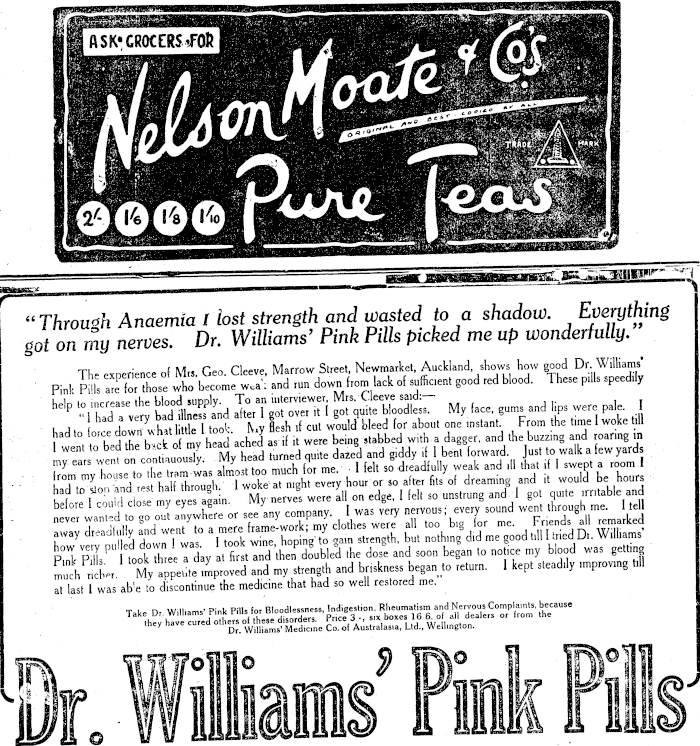 ASK GROCERS FOR
Nelson Moate & Co's
ORIGINAL AND BEST COPIED BY ALL
TRADE MARK
Pure Teas
2/- 1/6 1/8 1/10
"Through Anaemia I lost strength and wasted to a shadow. Everything
got on my nerves. Dr. Williams' Pink Pills picked me up wonderfully."
The experience of Mrs. Geo. Cleeve, Marrow Street, Newmarket, Auckland, shows how good Dr. Williams'
Pink Pills are for those who become weak and run down from lack of sufficient good red blood. These pills speedily
help to increase the blood supply. To an interviewer, Mrs. Cleeve said:—
"I had a very bad illness and after I got over it I got quite bloodless. My face, gums and lips were pale. I
had to force down what little I took. My flesh if cut would bleed for about one instant. From the time I woke till
I went to bed the back of my head ached as if it were being stabbed with a dagger, and the buzzing and roaring in
my ears went on continuously. My head turned quite dazed and giddy if I bent forward. Just to walk a few yards
from my house to the tram was almost too much for me. I felt so dreadfully weak and ill that if I swept a room I
had to stop and rest half through. I woke at night every hour or so after fits of dreaming and it would be hours
before I could close my eyes again. My nerves were all on edge, I felt so unstrung and I got quite irritable and
never wanted to go out anywhere or see any company. I was very nervous; every sound went through me. I fell
away dreadfully and went to a mere frame-work; my clothes were all too big for me. Friends all remarked
how very pulled down I was. I took wine, hoping to gain strength, but nothing did me good till I tried Dr. Williams'
Pink Pills. I took three a day at first and then doubled the dose and soon began to notice my blood was getting
much richer. My appetite improved and my strength and briskness began to return. I kept steadily improving till
at last I was able to discontinue the medicine that had so well restored me."
Take Dr. Williams' Pink Pills for Bloodlessness, Indigestion, Rheumatism and Nervous Complaints, because
they have cured others of these disorders. Price 3/-, six boxes 16/6, of all dealers or from the
Dr. Williams' Medicine Co. of Australasia, Ltd., Wellington.
Dr. Williams' Pink Pills